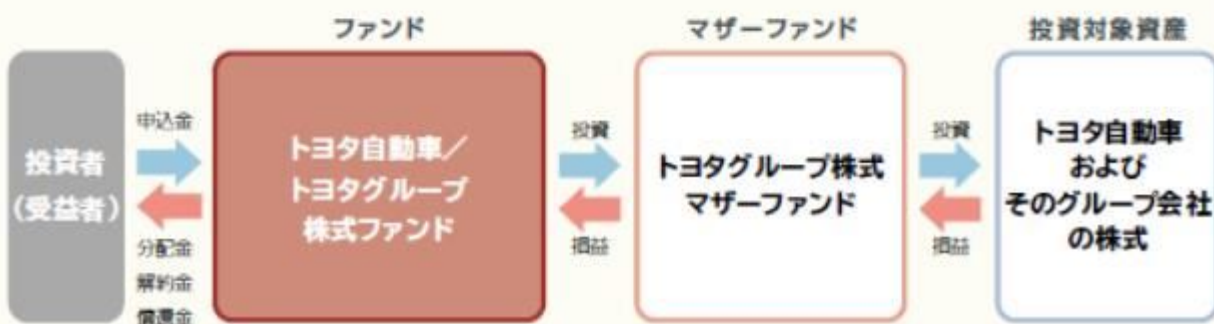 ファンド
マザーファンド
投資対象資産
投資者
（受益者）
申込金
分配金
解約金
償還金
トヨタ自動車／
トヨタグループ
株式ファンド
投資
損益
トヨタグループ株式
マザーファンド
投資
損益
トヨタ自動車
および
そのグループ会社
の株式